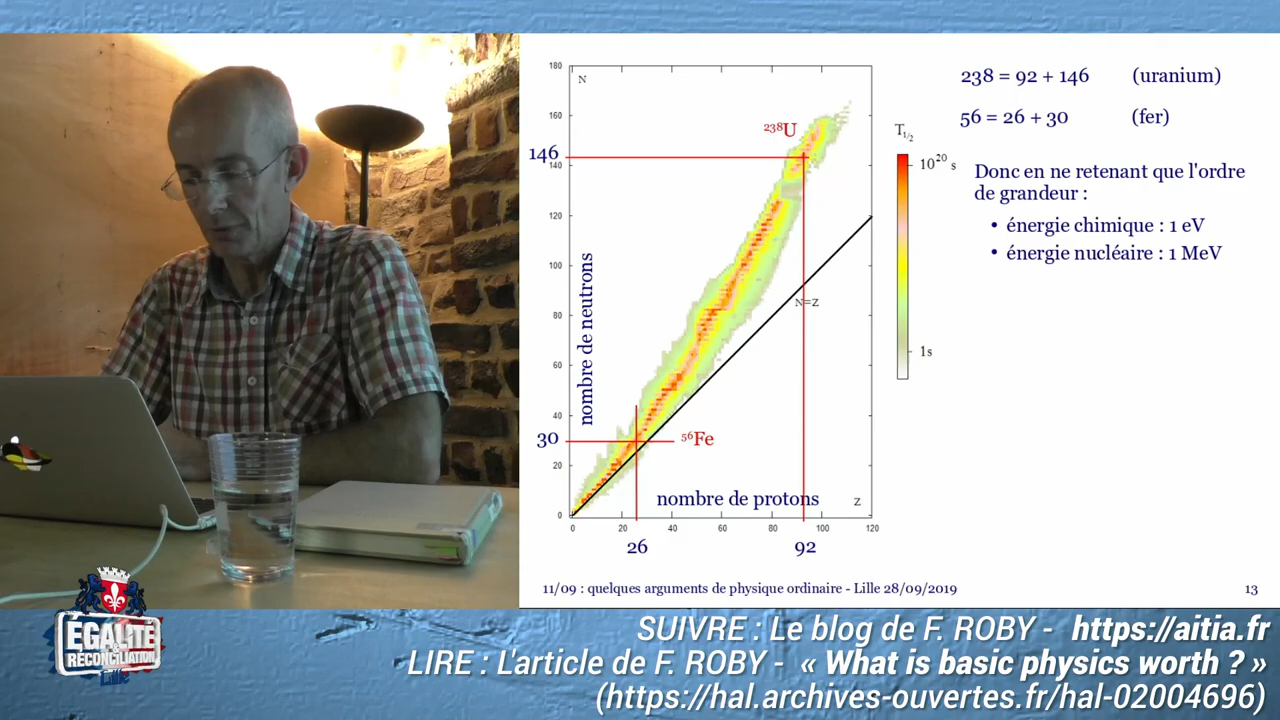 180
N
160
146
140
120
100
80
60
40
30
20
0
0
20
40
60
80
100
120
26
92
nombre de neutrons
nombre de protons
Z
N=Z
²³⁸U
⁵⁶Fe
T₁/₂
10²⁰ s
1s
238 = 92 + 146 (uranium)
56 = 26 + 30 (fer)
Donc en ne retenant que l'ordre
de grandeur :
• énergie chimique : 1 eV
• énergie nucléaire : 1 MeV
11/09 : quelques arguments de physique ordinaire - Lille 28/09/2019
13
ÉGALITÉ
&
RÉCONCILIATION
Lille
SUIVRE : Le blog de F. ROBY - https://aitia.fr
LIRE : L'article de F. ROBY - « What is basic physics worth ? »
(https://hal.archives-ouvertes.fr/hal-02004696)